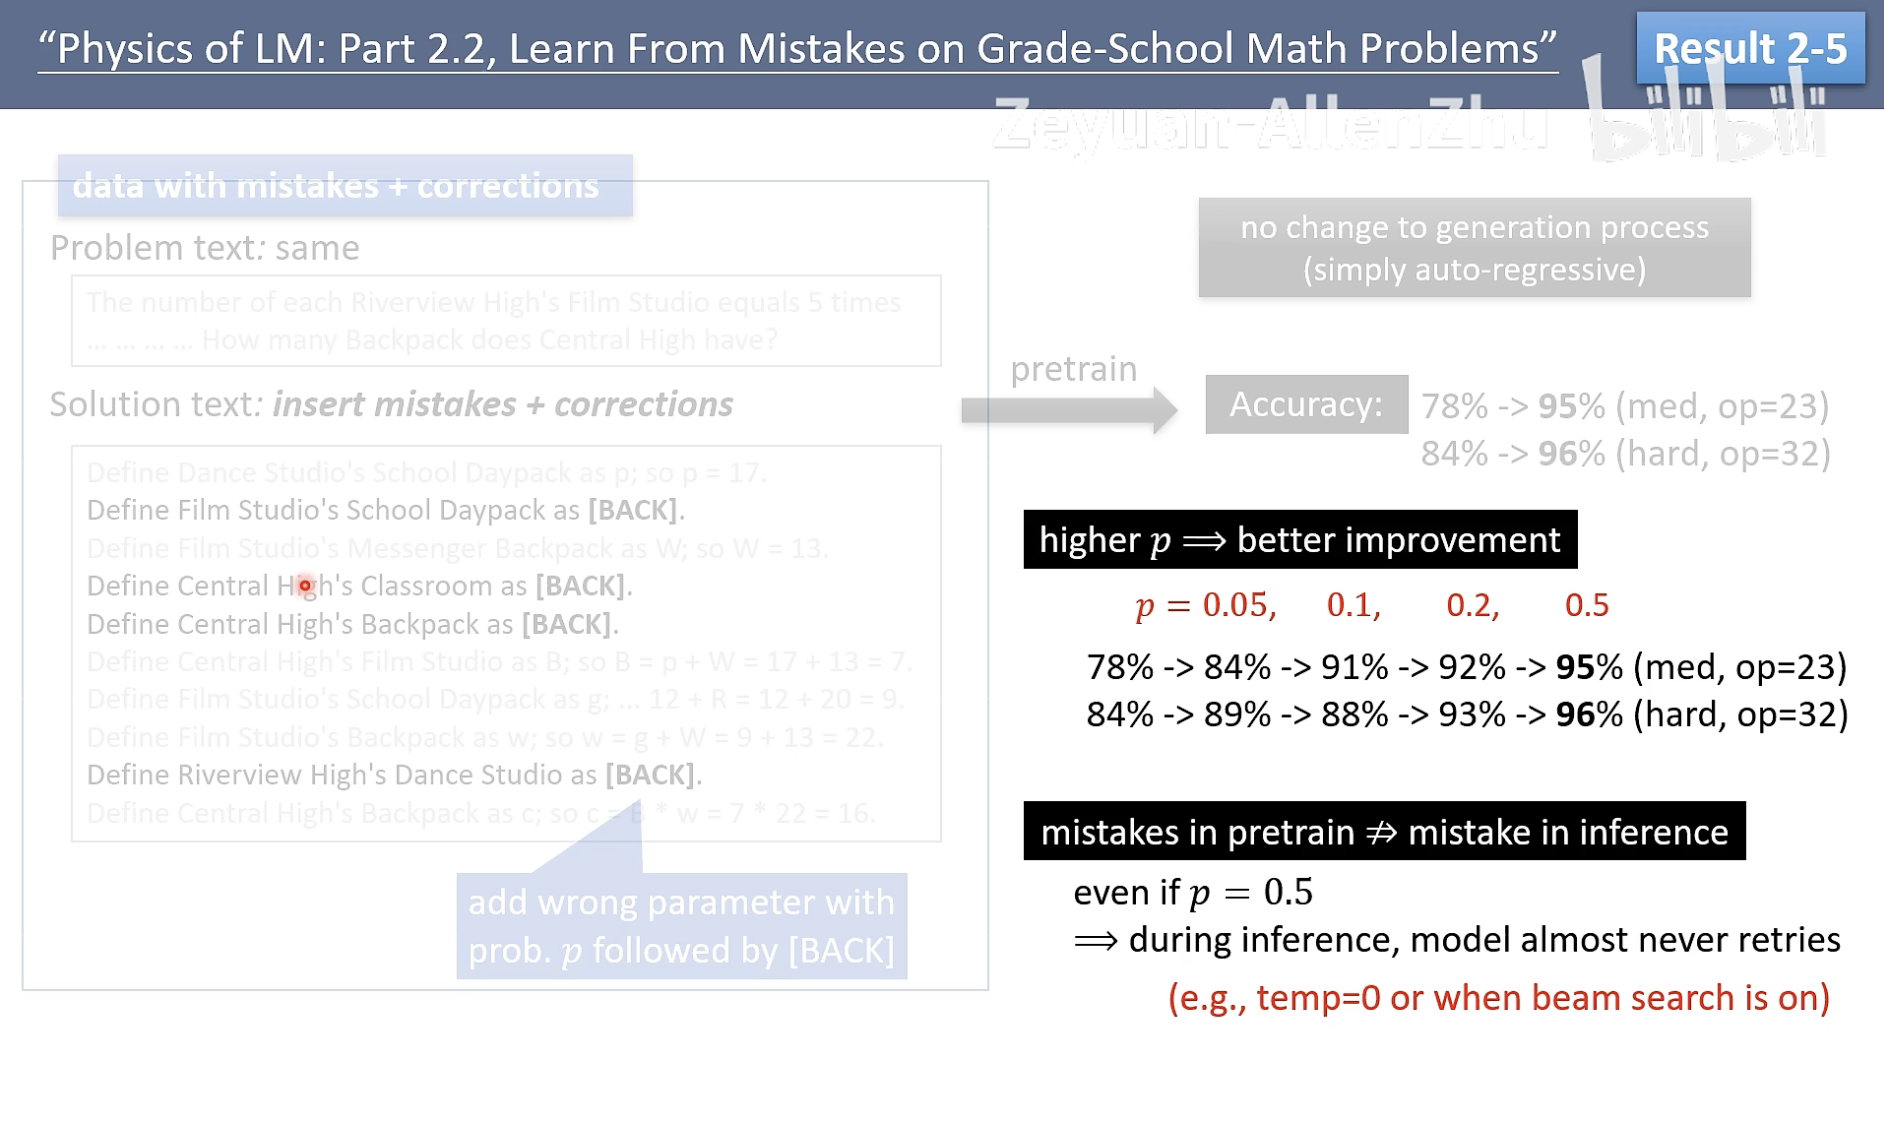 “Physics of LM: Part 2.2, Learn From Mistakes on Grade-School Math Problems”
Result 2-5
Zeyuan-AllenZhu bilibili
data with mistakes + corrections
Problem text: same
The number of each Riverview High's Film Studio equals 5 times
... ... ... ... How many Backpack does Central High have?
Solution text: insert mistakes + corrections
Define Dance Studio's School Daypack as p; so p = 17.
Define Film Studio's School Daypack as [BACK].
Define Film Studio's Messenger Backpack as W; so W = 13.
Define Central High's Classroom as [BACK].
Define Central High's Backpack as [BACK].
Define Central High's Film Studio as B; so B = p + W = 17 + 13 = 7.
Define Film Studio's School Daypack as g; ... 12 + R = 12 + 20 = 9.
Define Film Studio's Backpack as w; so w = g + W = 9 + 13 = 22.
Define Riverview High's Dance Studio as [BACK].
Define Central High's Backpack as c; so c = B * w = 7 * 22 = 16.
add wrong parameter with
prob. p followed by [BACK]
pretrain
no change to generation process
(simply auto-regressive)
Accuracy:
78% -> 95% (med, op=23)
84% -> 96% (hard, op=32)
higher p ⟹ better improvement
p = 0.05, 0.1, 0.2, 0.5
78% -> 84% -> 91% -> 92% -> 95% (med, op=23)
84% -> 89% -> 88% -> 93% -> 96% (hard, op=32)
mistakes in pretrain ⇏ mistake in inference
even if p = 0.5
⟹ during inference, model almost never retries
(e.g., temp=0 or when beam search is on)